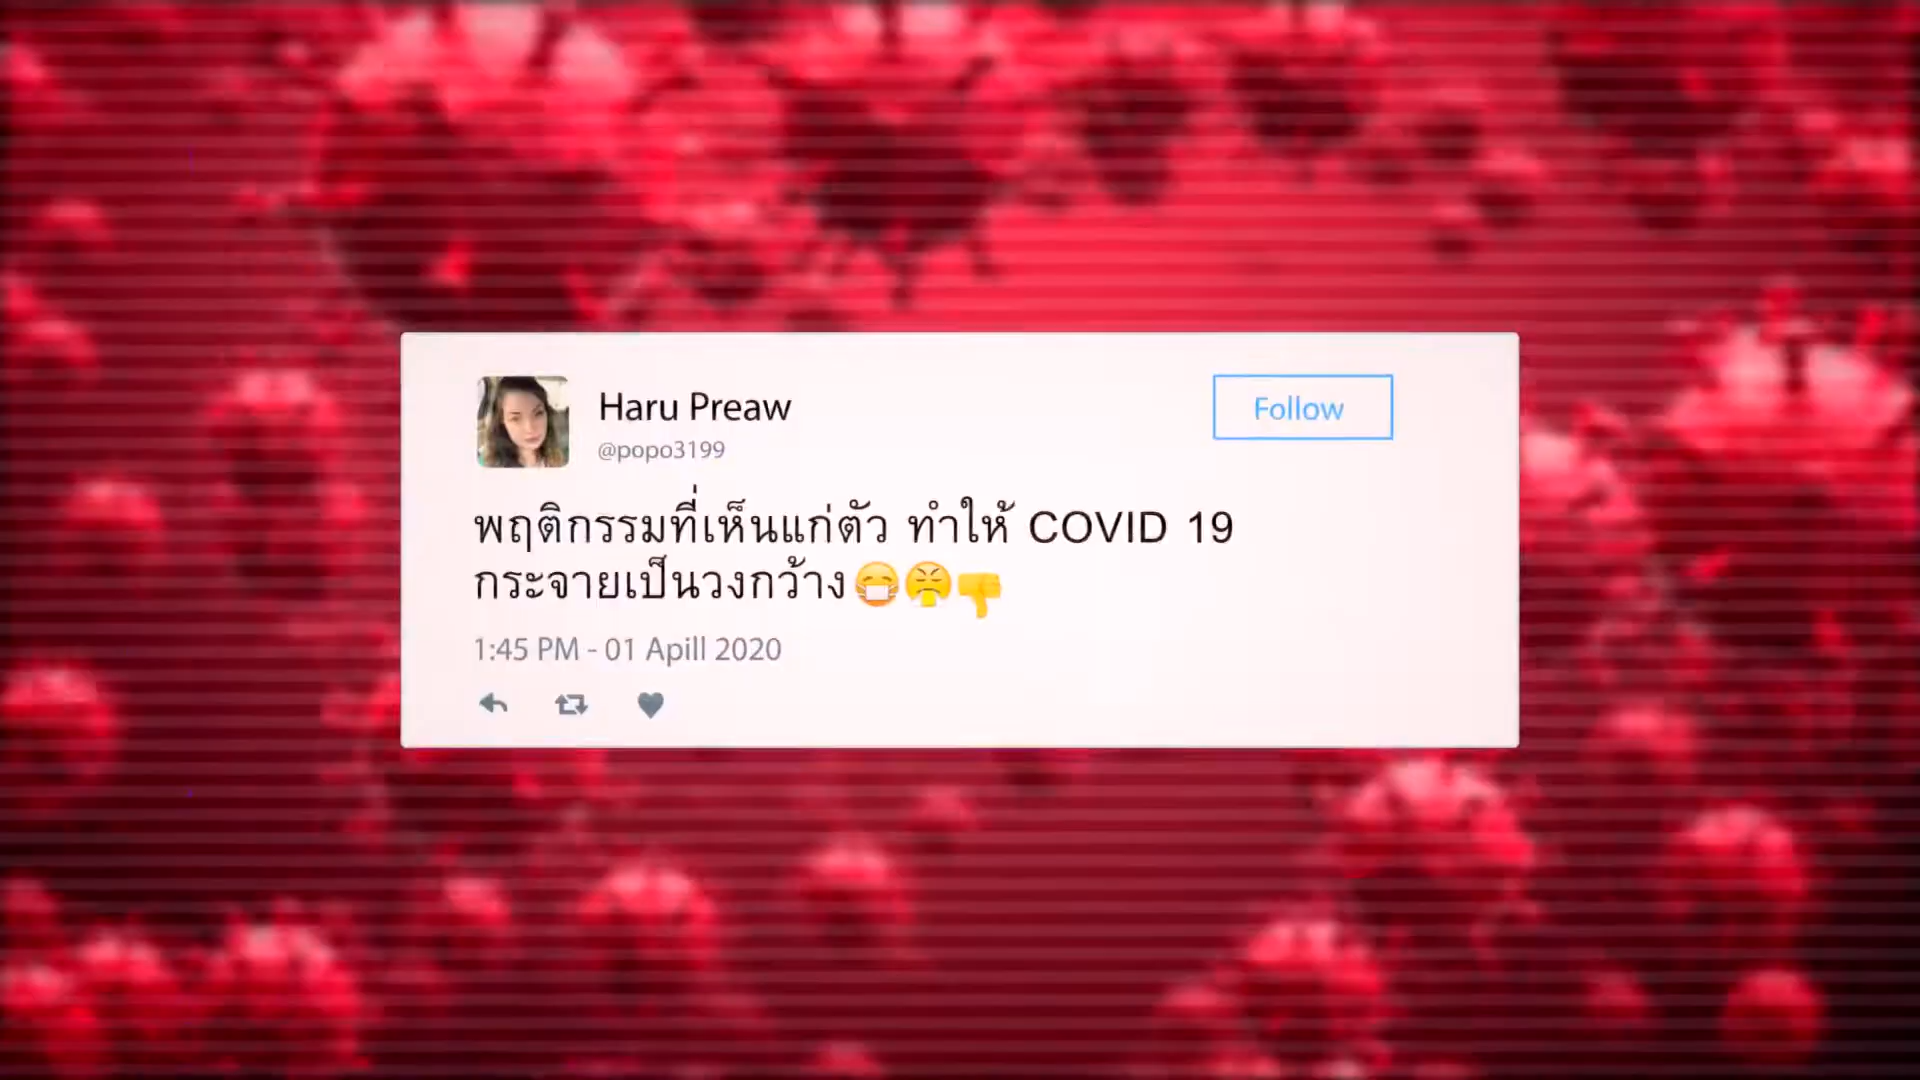 Haru Preaw
Follow
@popo3199
พฤติกรรมที่เห็นแก่ตัว ทำให้ COVID 19
กระจายเป็นวงกว้าง😷😤👎
1:45 PM - 01 Apill 2020